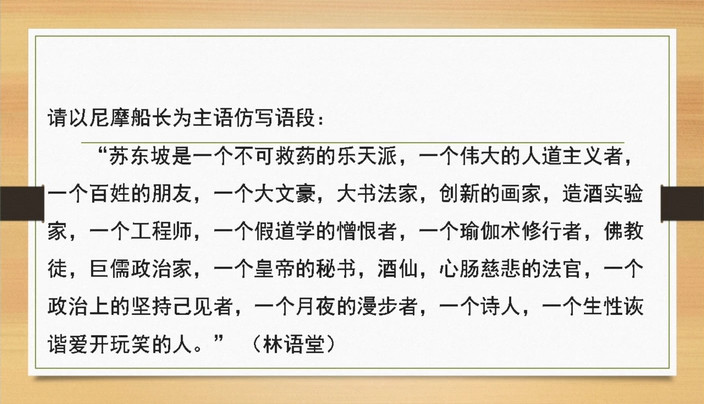 请以尼摩船长为主语仿写语段：
“苏东坡是一个不可救药的乐天派，一个伟大的人道主义者，
一个百姓的朋友，一个大文豪，大书法家，创新的画家，造酒实验
家，一个工程师，一个假道学的憎恨者，一个瑜伽术修行者，佛教
徒，巨儒政治家，一个皇帝的秘书，酒仙，心肠慈悲的法官，一个
政治上的坚持己见者，一个月夜的漫步者，一个诗人，一个生性诙
谐爱开玩笑的人。”（林语堂）